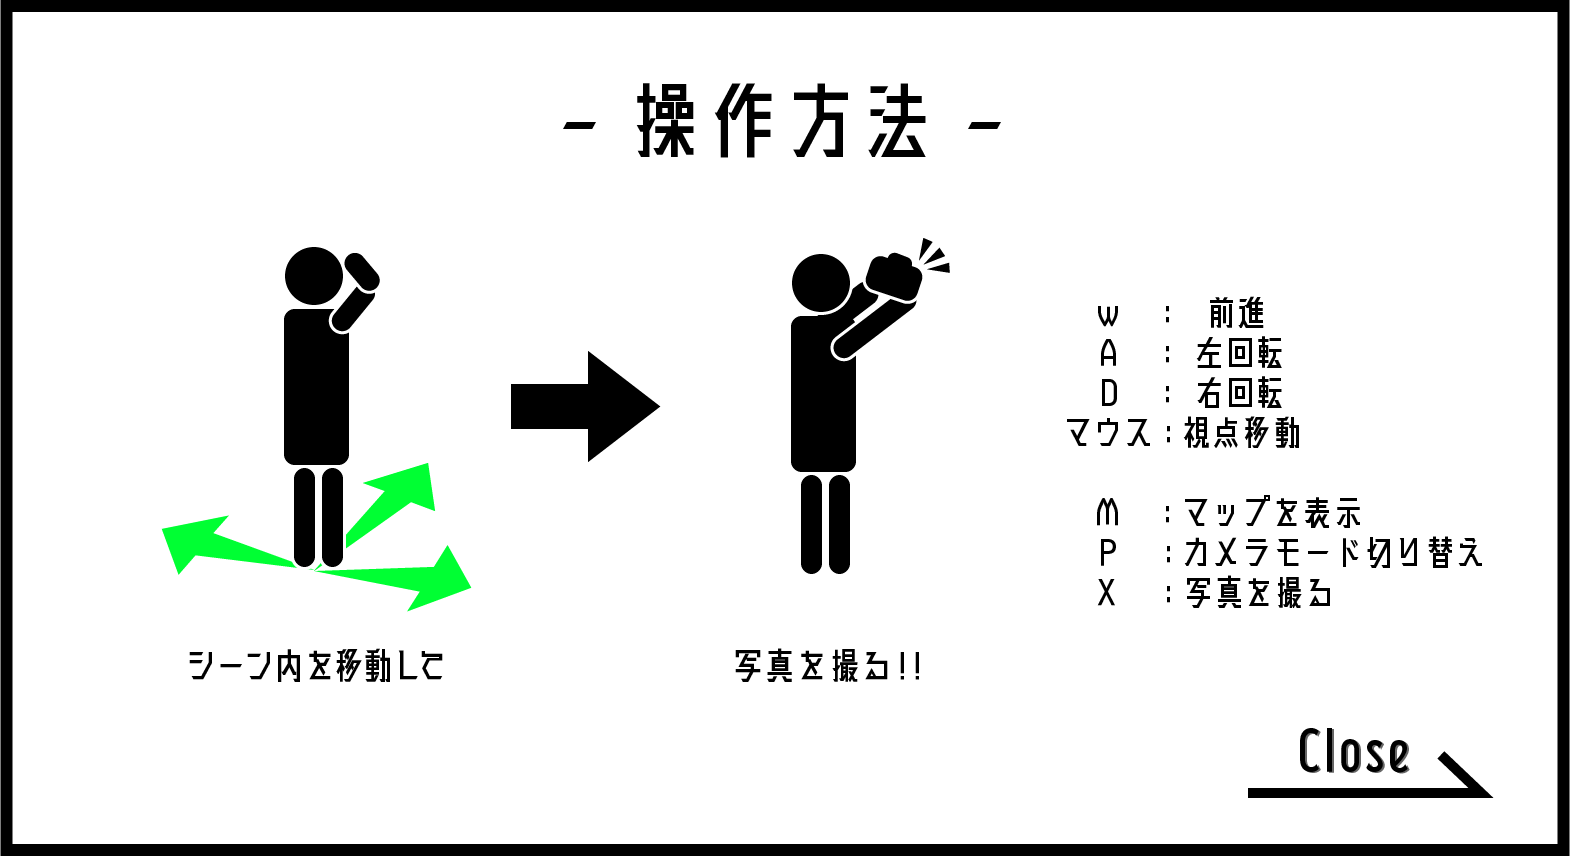 - 操作方法 -
シーン内を移動して
写真を撮る!!
W : 前進
A : 左回転
D : 右回転
マウス : 視点移動
M : マップを表示
P : カメラモード切り替え
X : 写真を撮る
Close